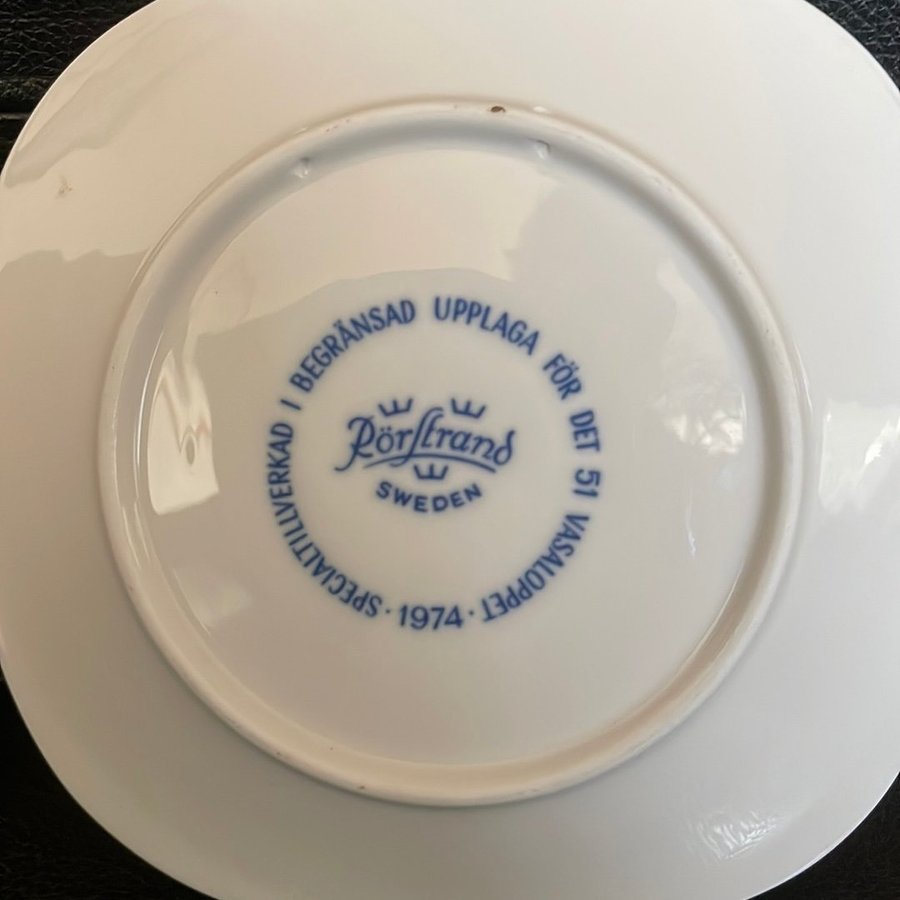 SPECIALTILLVERKAD I BEGRÄNSAD UPPLAGA FÖR DET 51 VASALOPPET
· 1974 ·
Rörstrand
SWEDEN